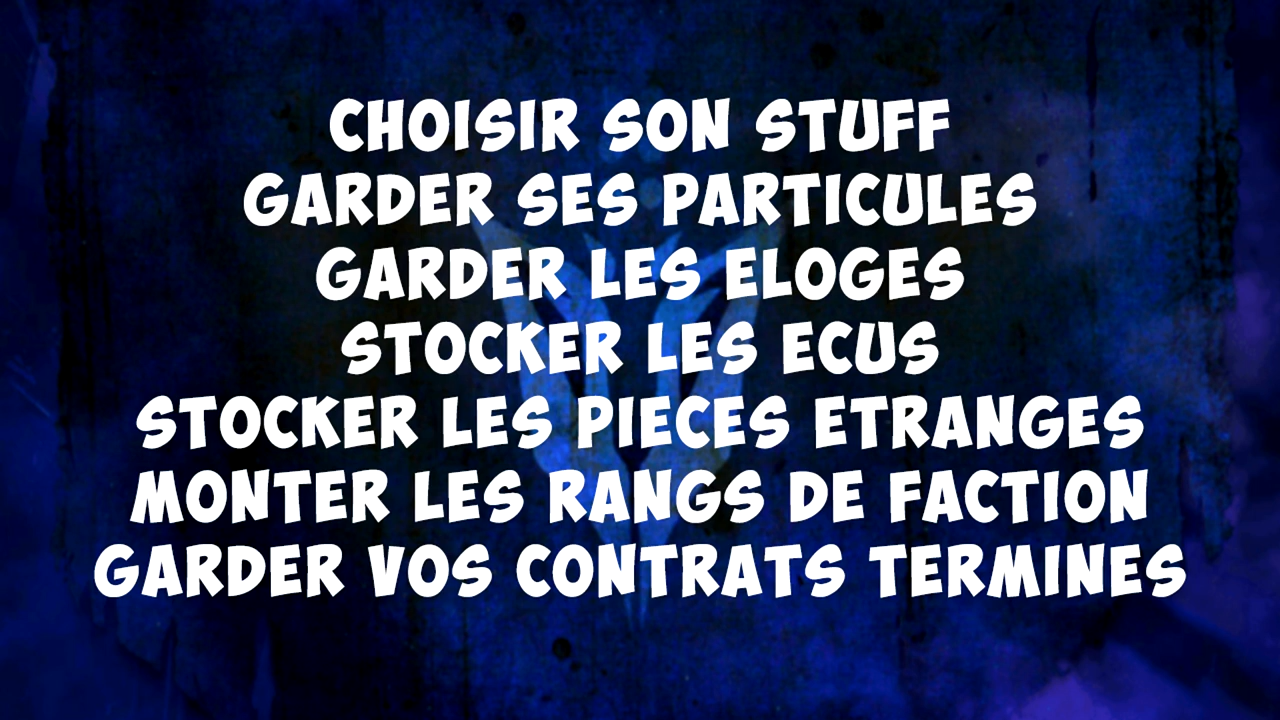 CHOISIR SON STUFF
GARDER SES PARTICULES
GARDER LES ELOGES
STOCKER LES ECUS
STOCKER LES PIECES ETRANGES
MONTER LES RANGS DE FACTION
GARDER VOS CONTRATS TERMINES